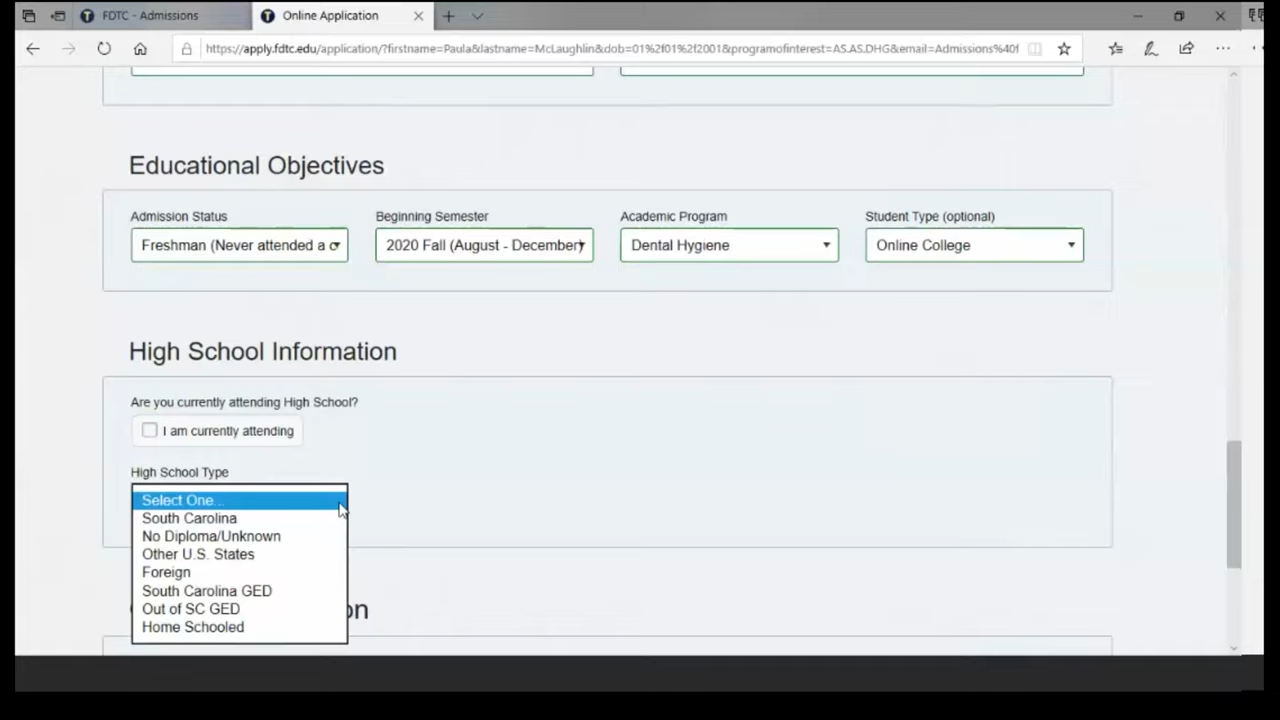 FDTC - Admissions
Online Application
https://apply.fdtc.edu/application/?firstname=Paula&lastname=McLaughlin&dob=01%2f01%2f2001&programofinterest=AS.AS.DHG&email=Admissions%40f
Educational Objectives
Admission Status Beginning Semester Academic Program Student Type (optional)
Freshman (Never attended a c 2020 Fall (August - December) Dental Hygiene Online College
High School Information
Are you currently attending High School?
I am currently attending
High School Type
Select One...
South Carolina
No Diploma/Unknown
Other U.S. States
Foreign
South Carolina GED
Out of SC GED
Home Schooled